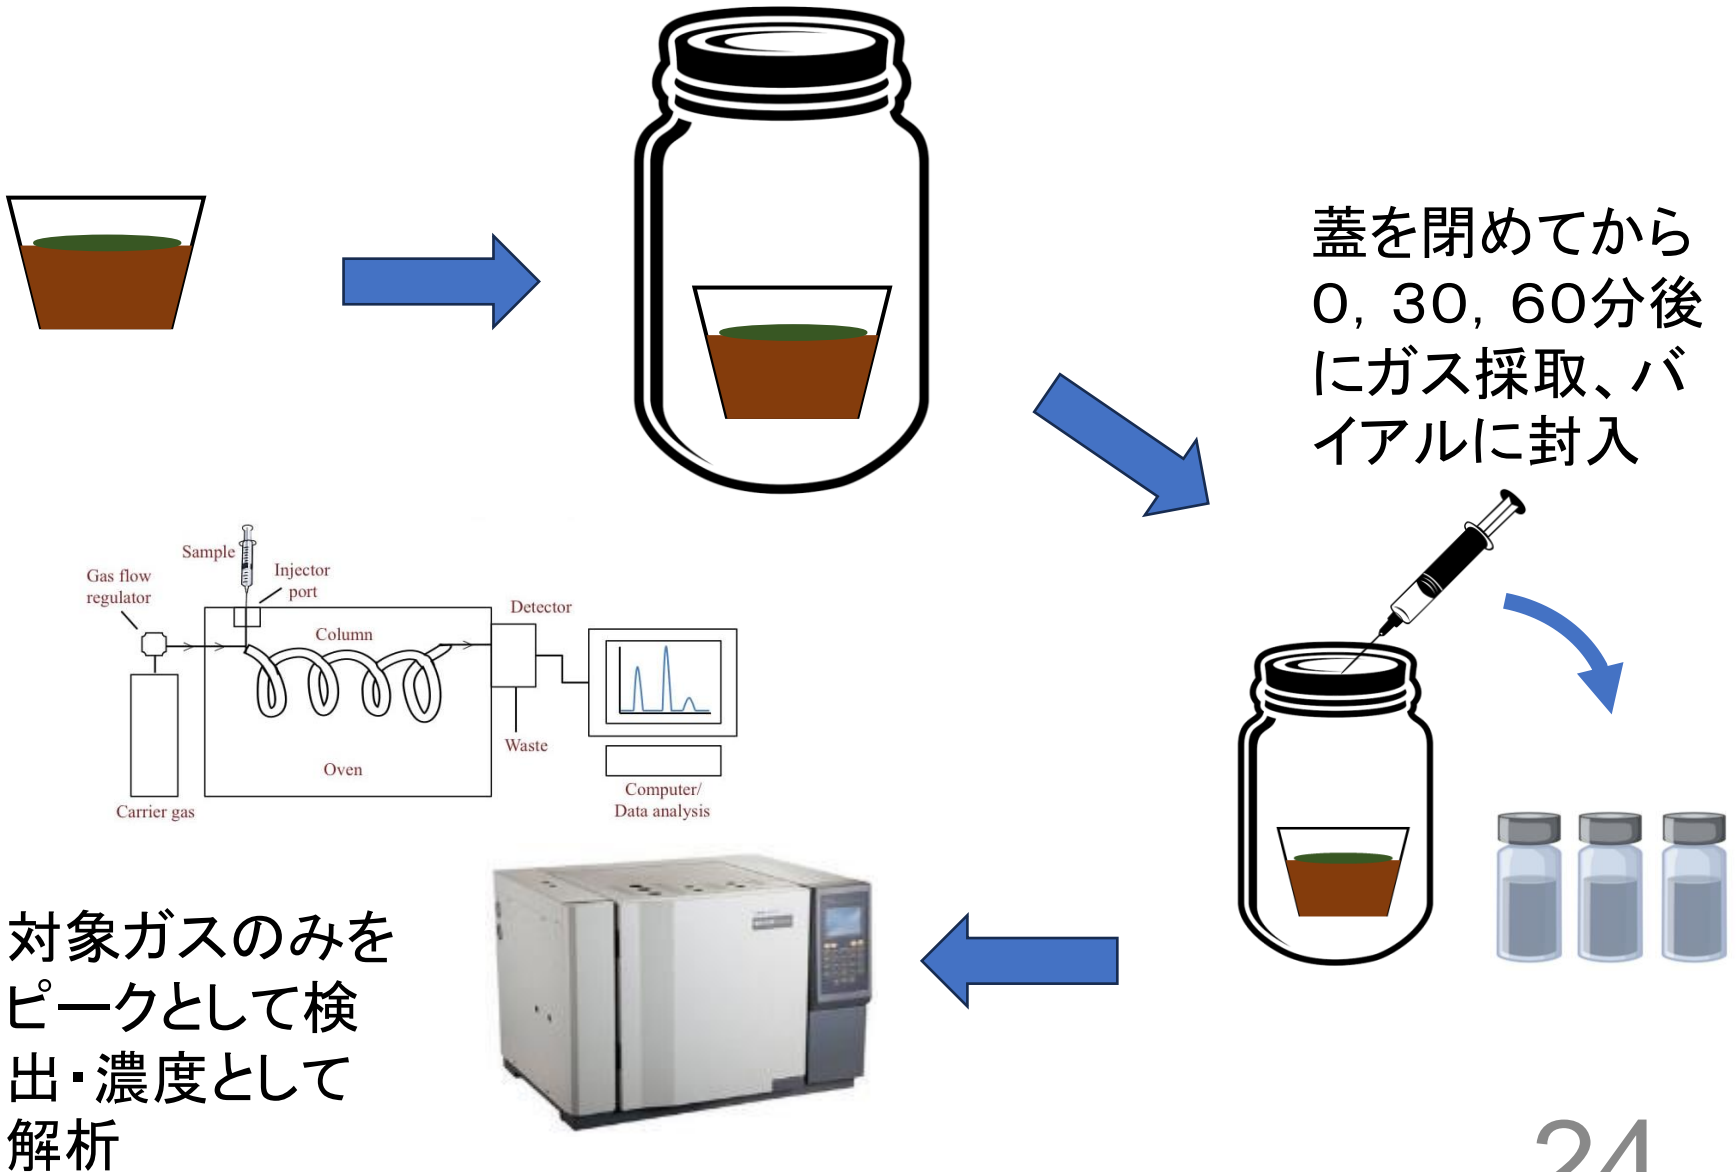 蓋を閉めてから
０，３０，６０分後
にガス採取、バ
イアルに封入
Sample
Gas flow
regulator
Injector
port
Column
Detector
Waste
Oven
Carrier gas
Computer/
Data analysis
対象ガスのみを
ピークとして検
出・濃度として
解析
24